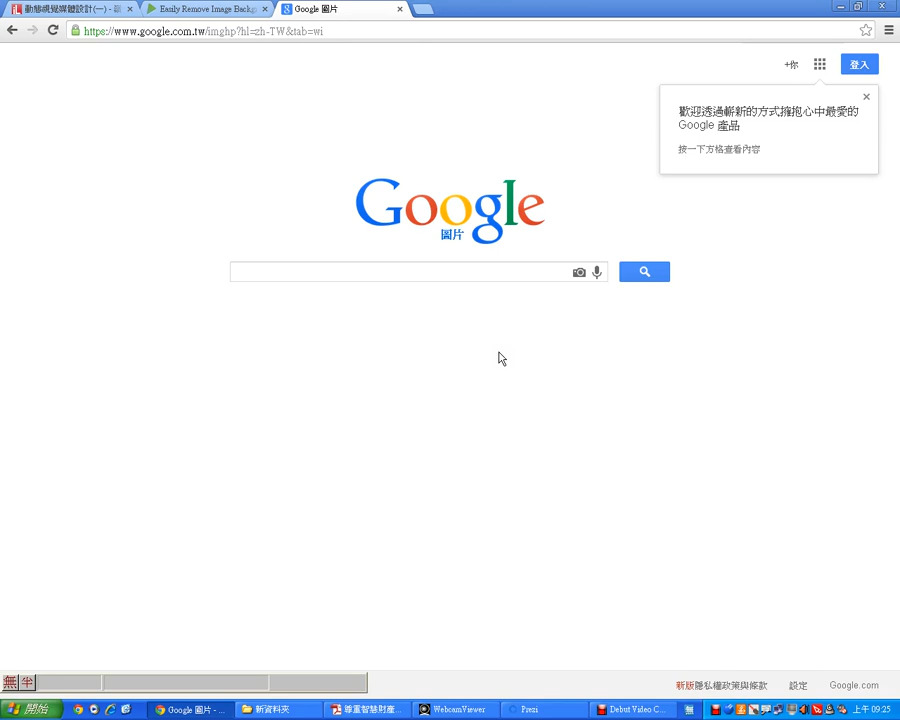 動態視覺媒體設計(一) -
Easily Remove Image Backg
Google 圖片
https://www.google.com.tw/imghp?hl=zh-TW&tab=wi
+你
登入
歡迎透過嶄新的方式擁抱心中最愛的
Google 產品
按一下方格查看內容
Google
圖片
無 半
新版隱私權政策與條款
設定
Google.com
開始
Google 圖片 - ...
新資料夾
尊重智慧財產...
WebcamViewer
Prezi
Debut Video C...
上午 09:25